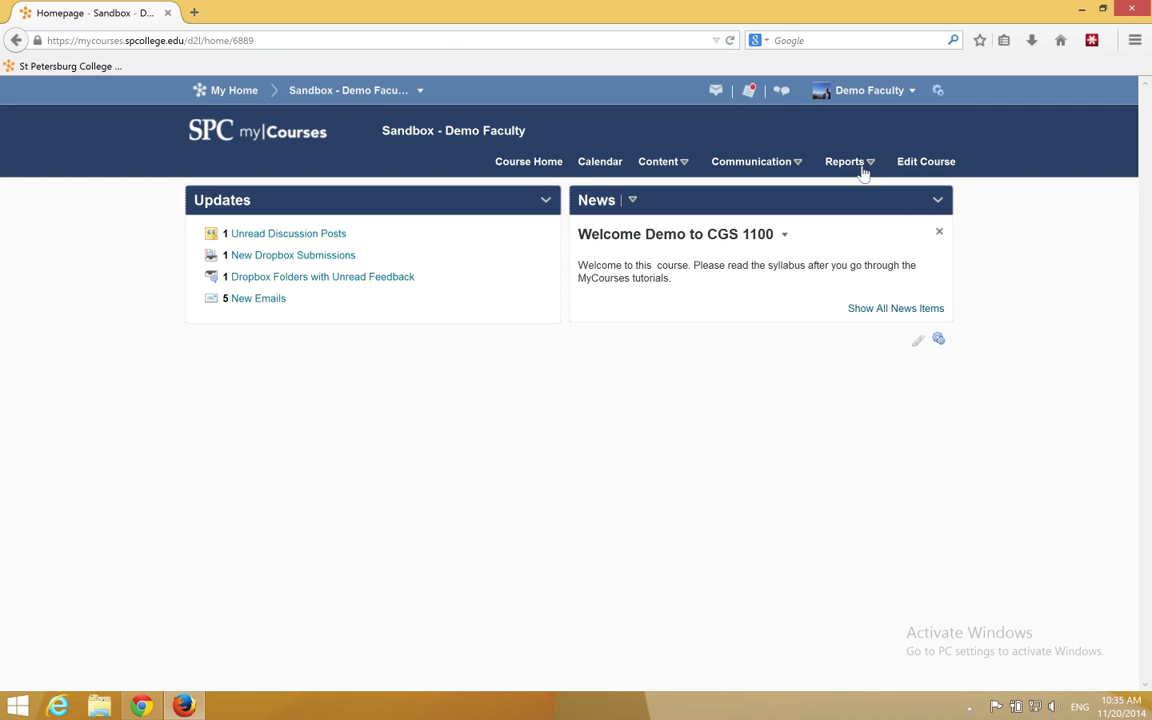 Homepage - Sandbox - D...
https://mycourses.spcollege.edu/d2l/home/6889
Google
St Petersburg College ...
My Home
Sandbox - Demo Facu...
Demo Faculty
SPC my|Courses
Sandbox - Demo Faculty
Course Home
Calendar
Content
Communication
Reports
Edit Course
Updates
1 Unread Discussion Posts
1 New Dropbox Submissions
1 Dropbox Folders with Unread Feedback
5 New Emails
News
Welcome Demo to CGS 1100
Welcome to this course. Please read the syllabus after you go through the
MyCourses tutorials.
Show All News Items
Activate Windows
Go to PC settings to activate Windows.
ENG
10:35 AM
11/20/2014